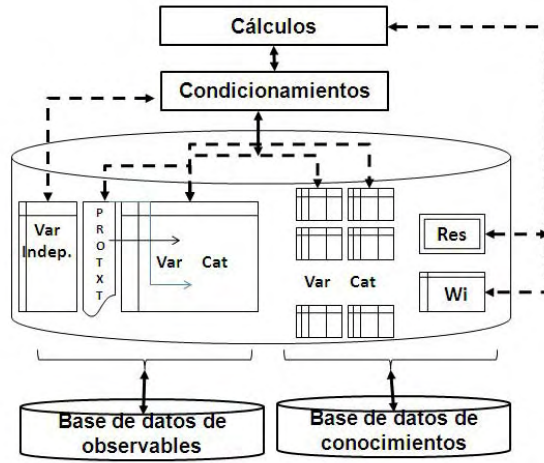 Cálculos
Condicionamientos
Var
Indep.
P
R
O
T
X
T
Var Cat
Var Cat
Res
Wi
Base de datos de
observables
Base de datos de
conocimientos